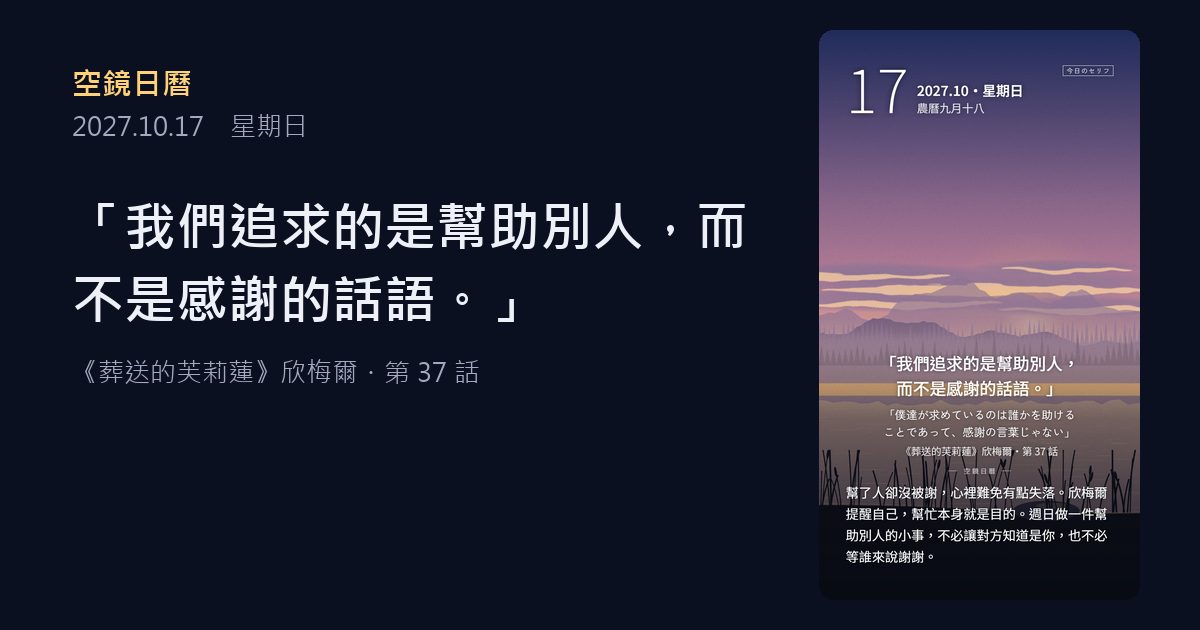 空鏡日曆
2027.10.17　星期日
「我們追求的是幫助別人，而
不是感謝的話語。」
《葬送的芙莉蓮》欣梅爾・第 37 話
17
2027.10・星期日
農曆九月十八
今日のセリフ
「我們追求的是幫助別人，
而不是感謝的話語。」
「僕達が求めているのは誰かを助ける
ことであって、感謝の言葉じゃない」
《葬送的芙莉蓮》欣梅爾・第 37 話
— 空鏡日曆 —
幫了人卻沒被謝，心裡難免有點失落。欣梅爾
提醒自己，幫忙本身就是目的。週日做一件幫
助別人的小事，不必讓對方知道是你，也不必
等誰來說謝謝。